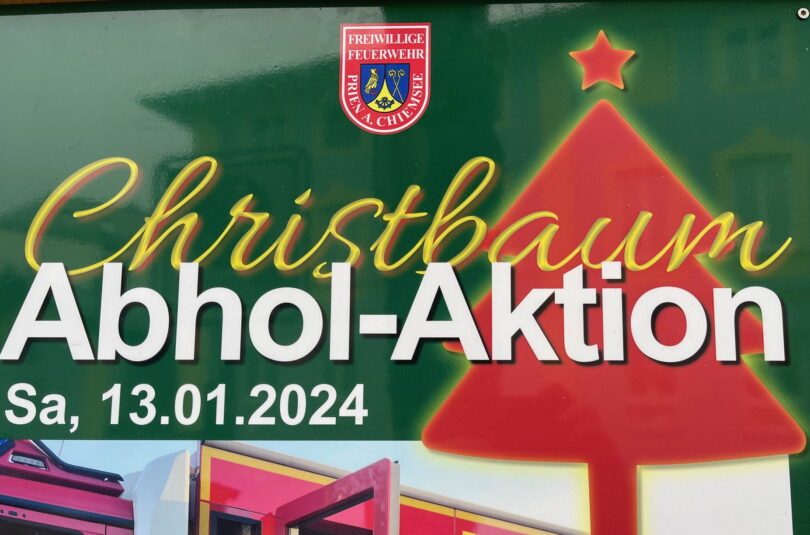 FREIWILLIGE
FEUERWEHR
PRIEN A. CHIEMSEE
Christbaum
Abhol-Aktion
Sa, 13.01.2024